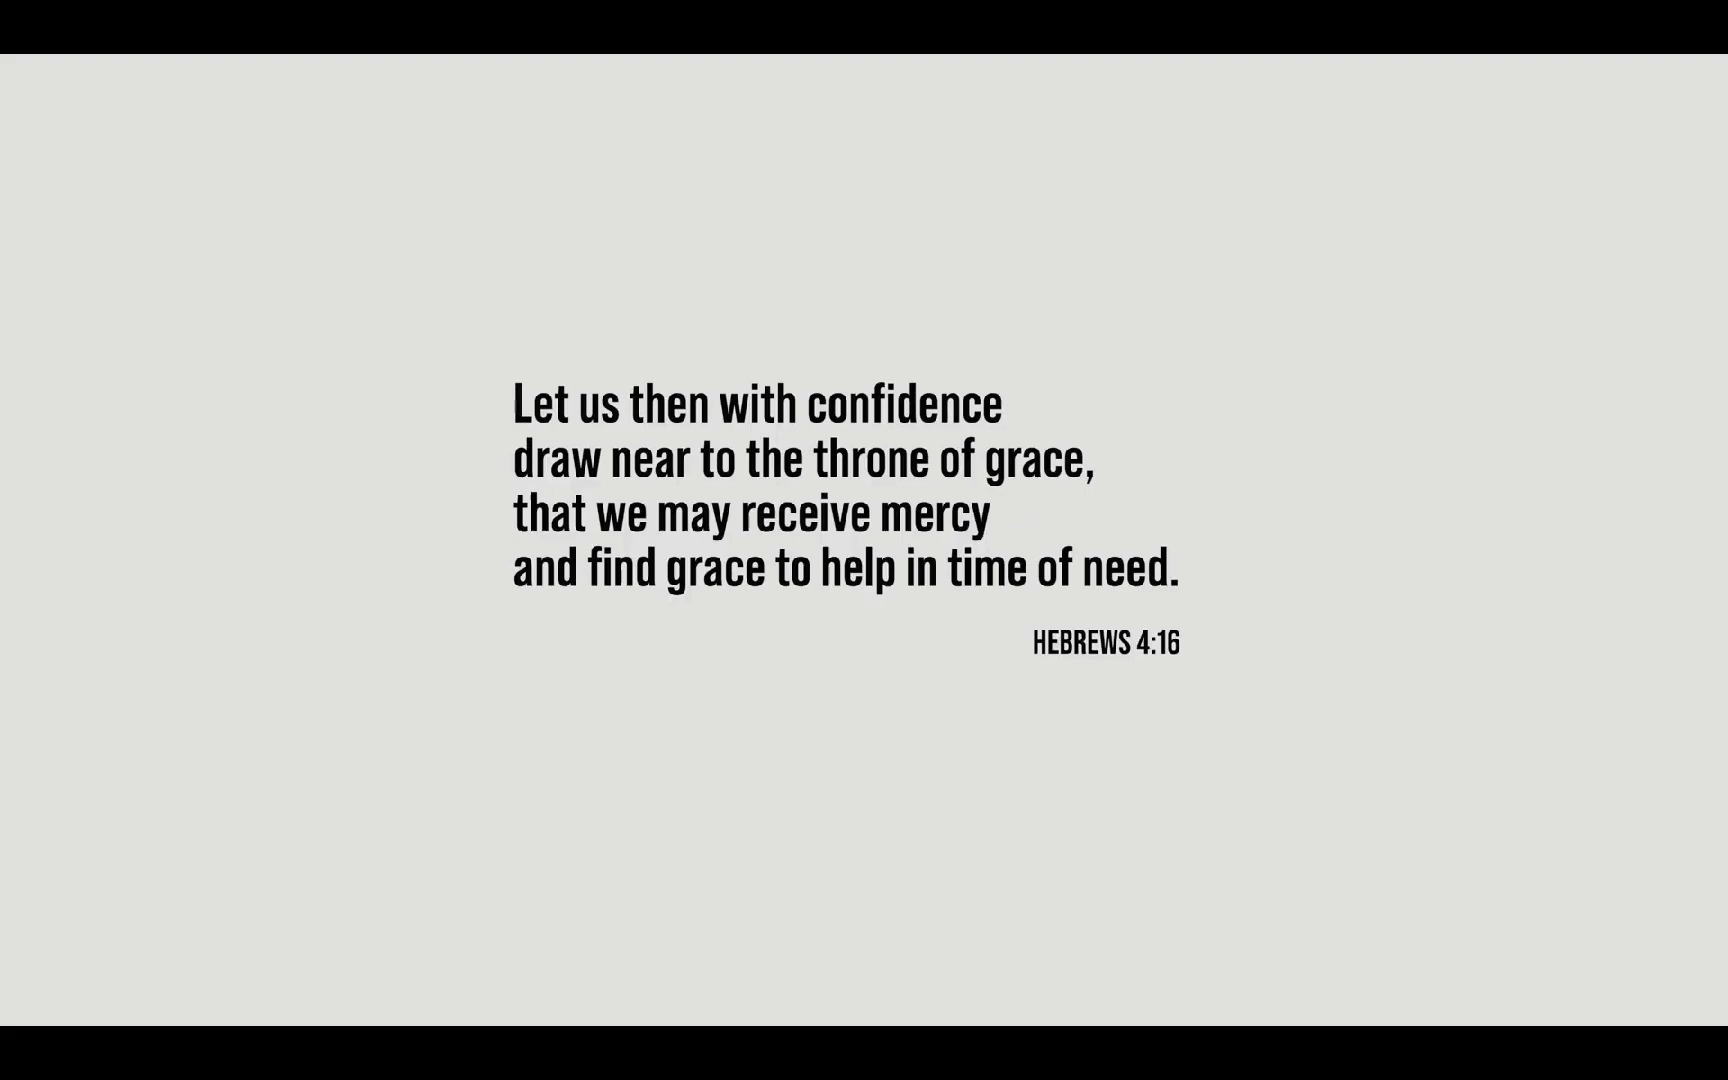 Let us then with confidence
draw near to the throne of grace,
that we may receive mercy
and find grace to help in time of need.
HEBREWS 4:16